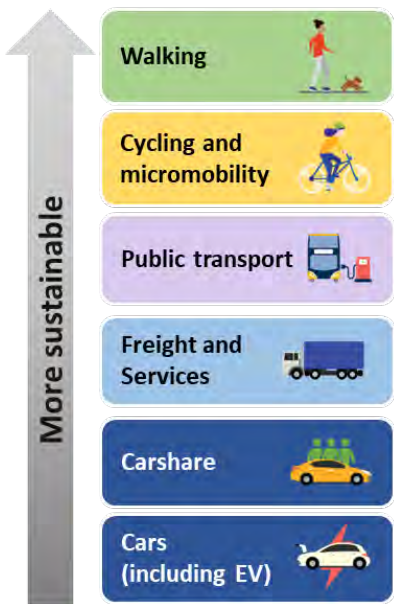 More sustainable
Walking
Cycling and
micromobility
Public transport
Freight and
Services
Carshare
Cars
(including EV)